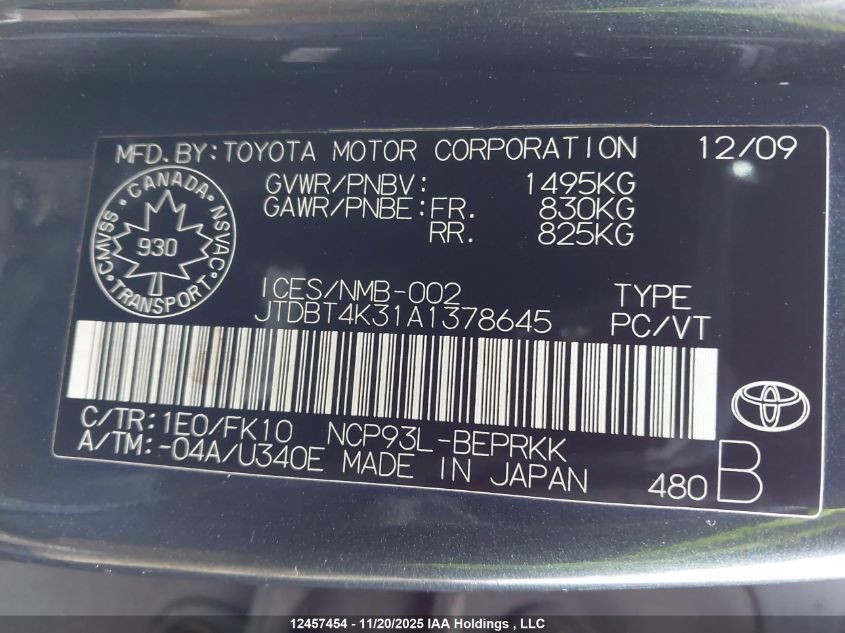 MFD.BY:TOYOTA MOTOR CORPORATION 12/09
GVWR/PNBV: 1495KG
GAWR/PNBE:FR. 830KG
RR. 825KG
CANADA
CMVSS
NSVAC
930
TRANSPORT
ICES/NMB-002
JTDBT4K31A1378645
TYPE
PC/VT
C/TR:1E0/FK10 NCP93L-BEPRKK
A/TM:-04A/U340E MADE IN JAPAN
480 B
12457454 - 11/20/2025 IAA Holdings , LLC